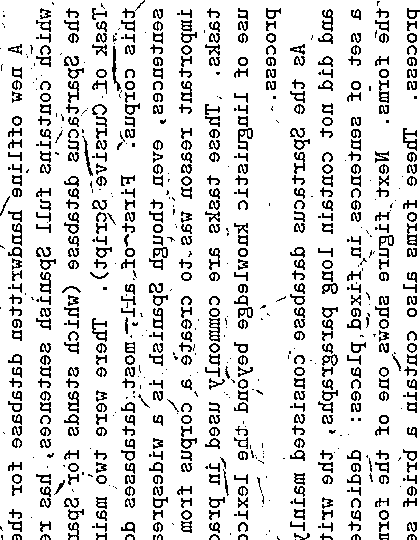 A new offline handwritten database for the
which contains full Spanish sentences, has re
the Spartacus database (which stands for Span
Task of Cursive Script). There were two main
this corpus. First of all, most databases do
sentences, even though Spanish is a widespre
important reason was to create a corpus from
tasks. These tasks are commonly used in prac
use of linguistic knowledge beyond the lexico
process.
As the Spartacus database consisted mainly
and did not contain long paragraphs, the writ
a set of sentences in fixed places: dedicate
the forms. Next figure shows one of the form
process. These forms also contain a brief s